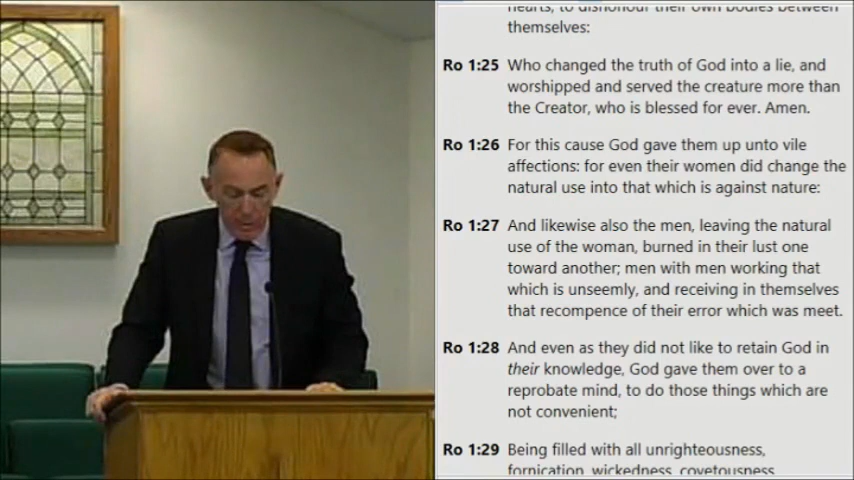 hearts, to dishonour their own bodies between
themselves:
Ro 1:25 Who changed the truth of God into a lie, and
worshipped and served the creature more than
the Creator, who is blessed for ever. Amen.
Ro 1:26 For this cause God gave them up unto vile
affections: for even their women did change the
natural use into that which is against nature:
Ro 1:27 And likewise also the men, leaving the natural
use of the woman, burned in their lust one
toward another; men with men working that
which is unseemly, and receiving in themselves
that recompence of their error which was meet.
Ro 1:28 And even as they did not like to retain God in
their knowledge, God gave them over to a
reprobate mind, to do those things which are
not convenient;
Ro 1:29 Being filled with all unrighteousness,
fornication, wickedness, covetousness,